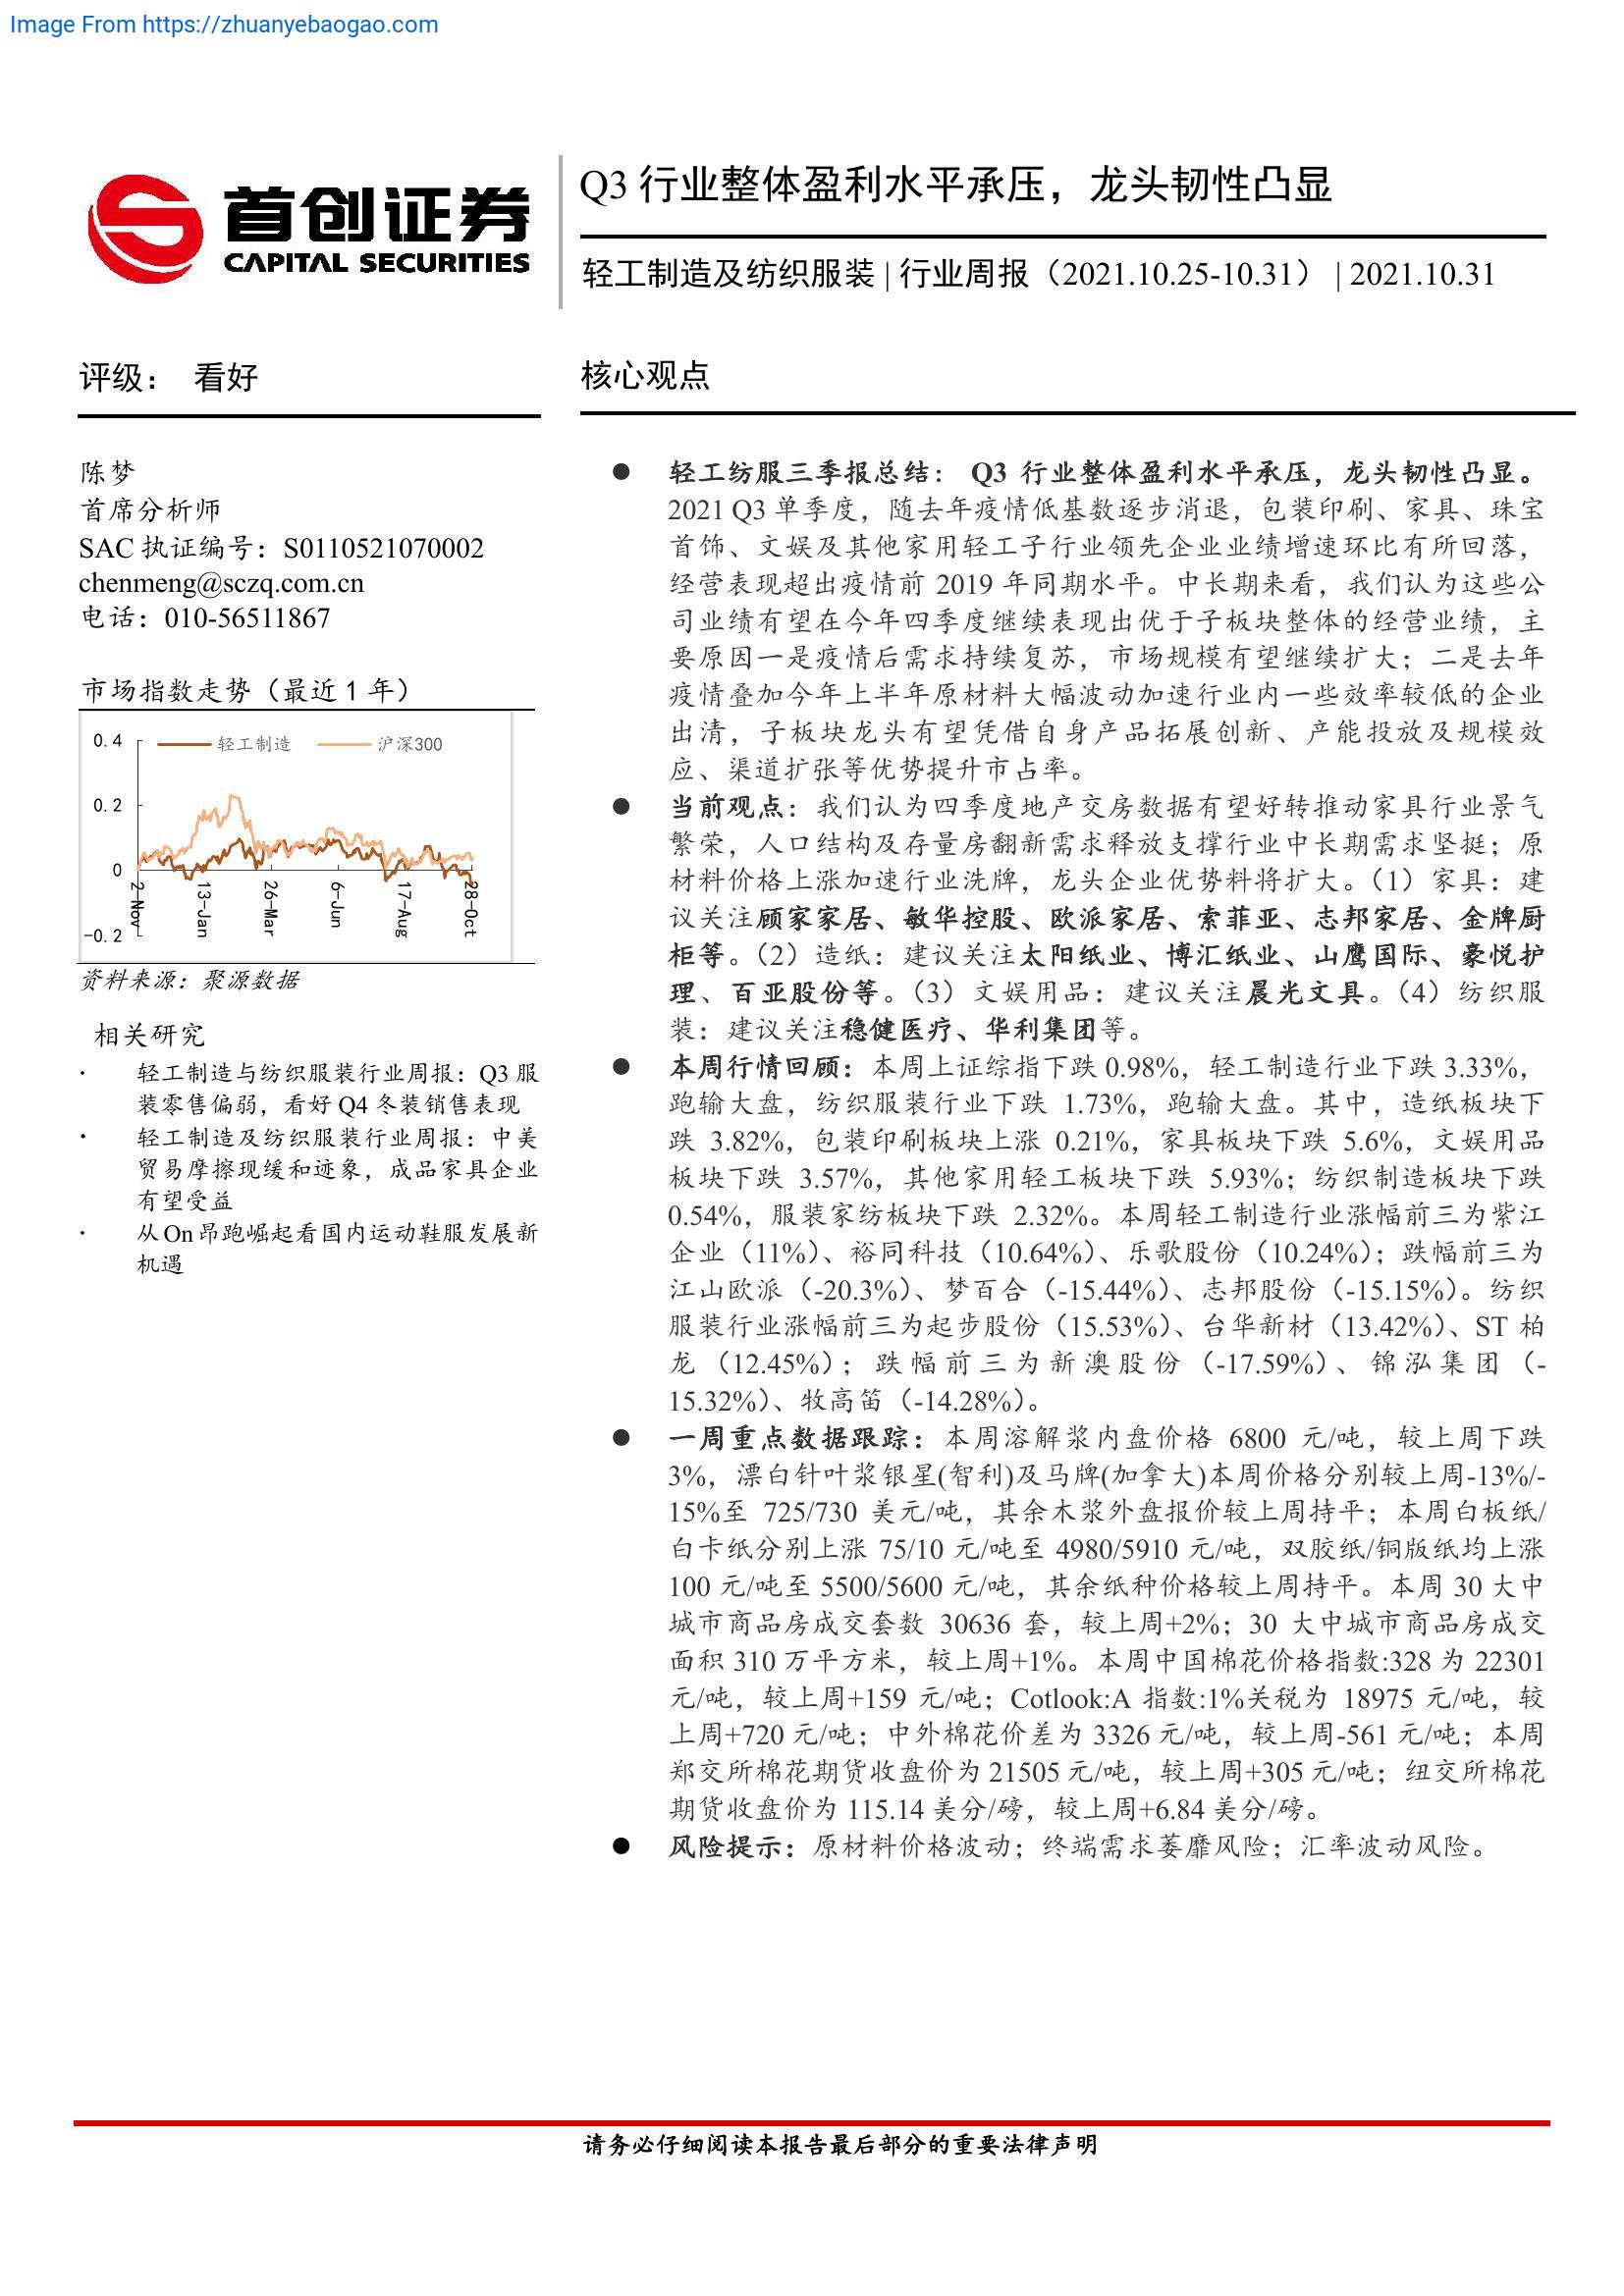 Image From https://zhuanyebaogao.com
首创证券
CAPITAL SECURITIES
Q3 行业整体盈利水平承压，龙头韧性凸显
轻工制造及纺织服装 | 行业周报（2021.10.25-10.31） | 2021.10.31
评级： 看好
陈梦
首席分析师
SAC 执证编号：S0110521070002
chenmeng@sczq.com.cn
电话：010-56511867
市场指数走势（最近 1 年）
轻工制造 沪深300
0.4
0.2
0
-0.2
2-Nov 13-Jan 26-Mar 6-Jun 17-Aug 28-Oct
资料来源：聚源数据
相关研究
· 轻工制造与纺织服装行业周报：Q3 服
装零售偏弱，看好 Q4 冬装销售表现
· 轻工制造及纺织服装行业周报：中美
贸易摩擦现缓和迹象，成品家具企业
有望受益
· 从 On 昂跑崛起看国内运动鞋服发展新
机遇
核心观点
● 轻工纺服三季报总结： Q3 行业整体盈利水平承压，龙头韧性凸显。
2021 Q3 单季度，随去年疫情低基数逐步消退，包装印刷、家具、珠宝
首饰、文娱及其他家用轻工子行业领先企业业绩增速环比有所回落，
经营表现超出疫情前 2019 年同期水平。中长期来看，我们认为这些公
司业绩有望在今年四季度继续表现出优于子板块整体的经营业绩，主
要原因一是疫情后需求持续复苏，市场规模有望继续扩大；二是去年
疫情叠加今年上半年原材料大幅波动加速行业内一些效率较低的企业
出清，子板块龙头有望凭借自身产品拓展创新、产能投放及规模效
应、渠道扩张等优势提升市占率。
● 当前观点：我们认为四季度地产交房数据有望好转推动家具行业景气
繁荣，人口结构及存量房翻新需求释放支撑行业中长期需求坚挺；原
材料价格上涨加速行业洗牌，龙头企业优势料将扩大。（1）家具：建
议关注顾家家居、敏华控股、欧派家居、索菲亚、志邦家居、金牌厨
柜等。（2）造纸：建议关注太阳纸业、博汇纸业、山鹰国际、豪悦护
理、百亚股份等。（3）文娱用品：建议关注晨光文具。（4）纺织服
装：建议关注稳健医疗、华利集团等。
● 本周行情回顾：本周上证综指下跌 0.98%，轻工制造行业下跌 3.33%，
跑输大盘，纺织服装行业下跌 1.73%，跑输大盘。其中，造纸板块下
跌 3.82%，包装印刷板块上涨 0.21%，家具板块下跌 5.6%，文娱用品
板块下跌 3.57%，其他家用轻工板块下跌 5.93%；纺织制造板块下跌
0.54%，服装家纺板块下跌 2.32%。本周轻工制造行业涨幅前三为紫江
企业（11%）、裕同科技（10.64%）、乐歌股份（10.24%）；跌幅前三为
江山欧派（-20.3%）、梦百合（-15.44%）、志邦股份（-15.15%）。纺织
服装行业涨幅前三为起步股份（15.53%）、台华新材（13.42%）、ST 柏
龙（12.45%）；跌幅前三为新澳股份（-17.59%）、锦泓集团（-
15.32%）、牧高笛（-14.28%）。
● 一周重点数据跟踪：本周溶解浆内盘价格 6800 元/吨，较上周下跌
3%，漂白针叶浆银星(智利)及马牌(加拿大)本周价格分别较上周-13%/-
15%至 725/730 美元/吨，其余木浆外盘报价较上周持平；本周白板纸/
白卡纸分别上涨 75/10 元/吨至 4980/5910 元/吨，双胶纸/铜版纸均上涨
100 元/吨至 5500/5600 元/吨，其余纸种价格较上周持平。本周 30 大中
城市商品房成交套数 30636 套，较上周+2%；30 大中城市商品房成交
面积 310 万平方米，较上周+1%。本周中国棉花价格指数:328 为 22301
元/吨，较上周+159 元/吨；Cotlook:A 指数:1%关税为 18975 元/吨，较
上周+720 元/吨；中外棉花价差为 3326 元/吨，较上周-561 元/吨；本周
郑交所棉花期货收盘价为 21505 元/吨，较上周+305 元/吨；纽交所棉花
期货收盘价为 115.14 美分/磅，较上周+6.84 美分/磅。
● 风险提示：原材料价格波动；终端需求萎靡风险；汇率波动风险。
请务必仔细阅读本报告最后部分的重要法律声明